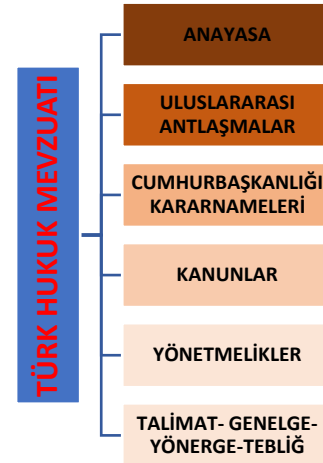 TÜRK HUKUK MEVZUATI
ANAYASA
ULUSLARARASI
ANTLAŞMALAR
CUMHURBAŞKANLIĞI
KARARNAMELERİ
KANUNLAR
YÖNETMELİKLER
TALİMAT- GENELGE-
YÖNERGE-TEBLİĞ